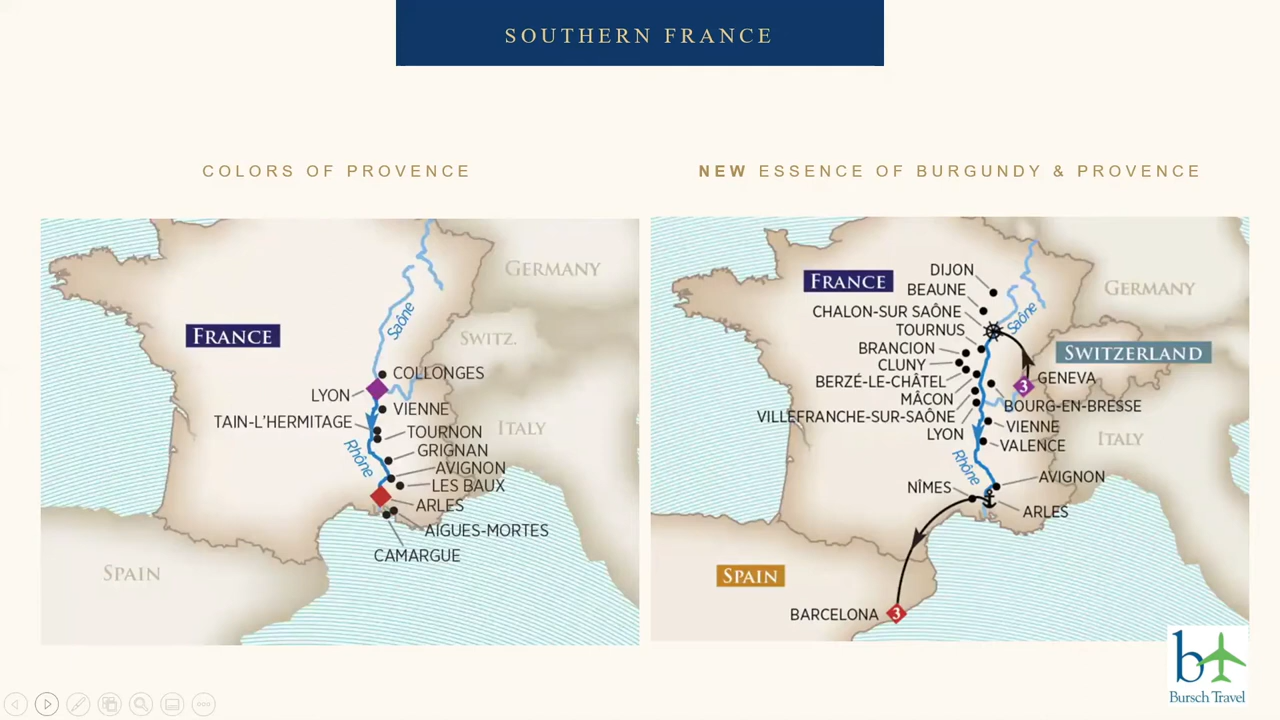 SOUTHERN FRANCE
COLORS OF PROVENCE
GERMANY
FRANCE
Saône
SWITZ.
COLLONGES
LYON
VIENNE
TAIN-L'HERMITAGE
TOURNON
ITALY
GRIGNAN
Rhône
AVIGNON
LES BAUX
ARLES
AIGUES-MORTES
CAMARGUE
SPAIN
NEW ESSENCE OF BURGUNDY & PROVENCE
DIJON
FRANCE
BEAUNE
GERMANY
CHALON-SUR SAÔNE
Saône
TOURNUS
BRANCION
SWITZERLAND
CLUNY
GENEVA
3
BERZÉ-LE-CHÂTEL
MÂCON
BOURG-EN-BRESSE
VILLEFRANCHE-SUR-SAÔNE
VIENNE
LYON
ITALY
VALENCE
Rhône
AVIGNON
NÎMES
ARLES
SPAIN
BARCELONA
3
b
Bursch Travel